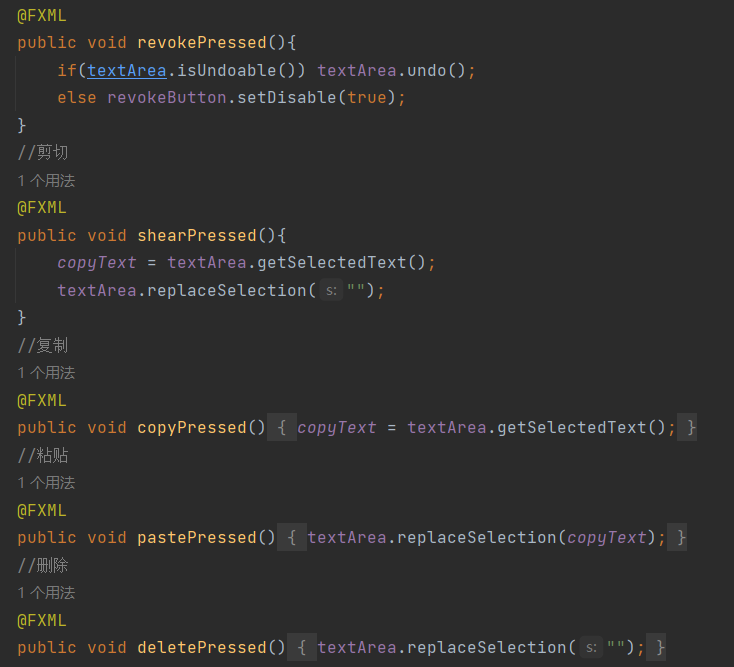 @FXML
public void revokePressed(){
if(textArea.isUndoable()) textArea.undo();
else revokeButton.setDisable(true);
}
//剪切
1 个用法
@FXML
public void shearPressed(){
copyText = textArea.getSelectedText();
textArea.replaceSelection( s: "");
}
//复制
1 个用法
@FXML
public void copyPressed() { copyText = textArea.getSelectedText(); }
//粘贴
1 个用法
@FXML
public void pastePressed() { textArea.replaceSelection(copyText); }
//删除
1 个用法
@FXML
public void deletePressed() { textArea.replaceSelection( s: ""); }